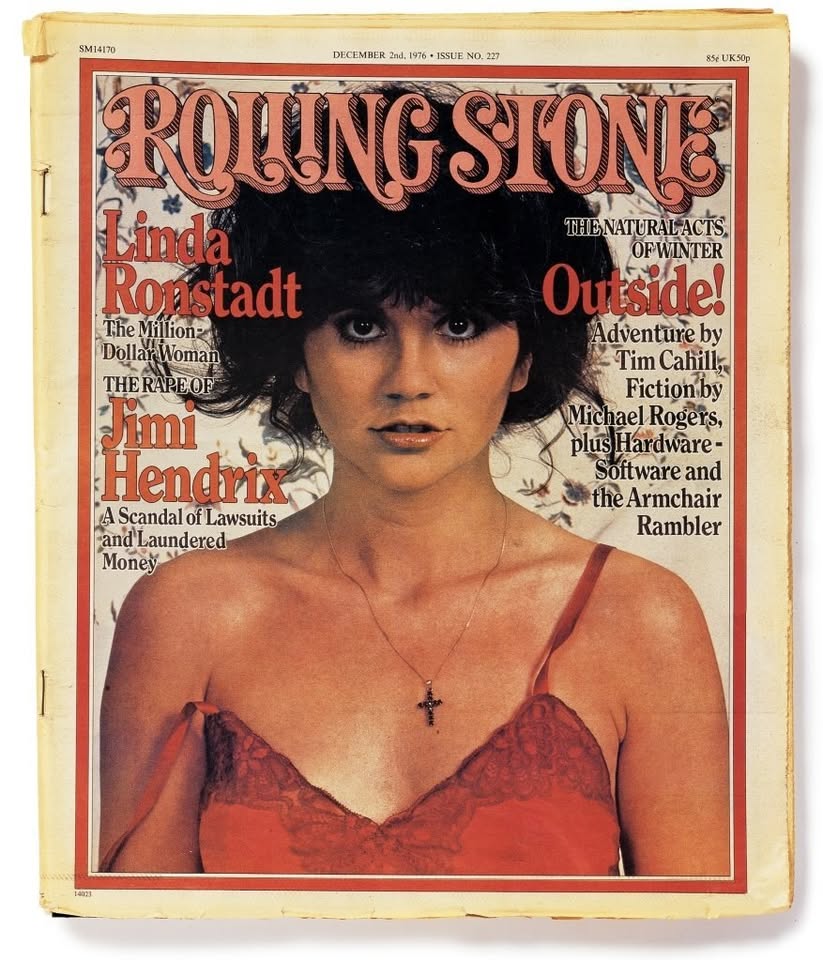 SM14170
DECEMBER 2nd, 1976 • ISSUE NO. 227
85¢ UK50p
ROLLING STONE
Linda
Ronstadt
The Million-
Dollar Woman
THE RAPE OF
Jimi
Hendrix
A Scandal of Lawsuits
and Laundered
Money
THE NATURAL ACTS
OF WINTER
Outside!
Adventure by
Tim Cahill,
Fiction by
Michael Rogers,
plus Hardware-
Software and
the Armchair
Rambler
14023